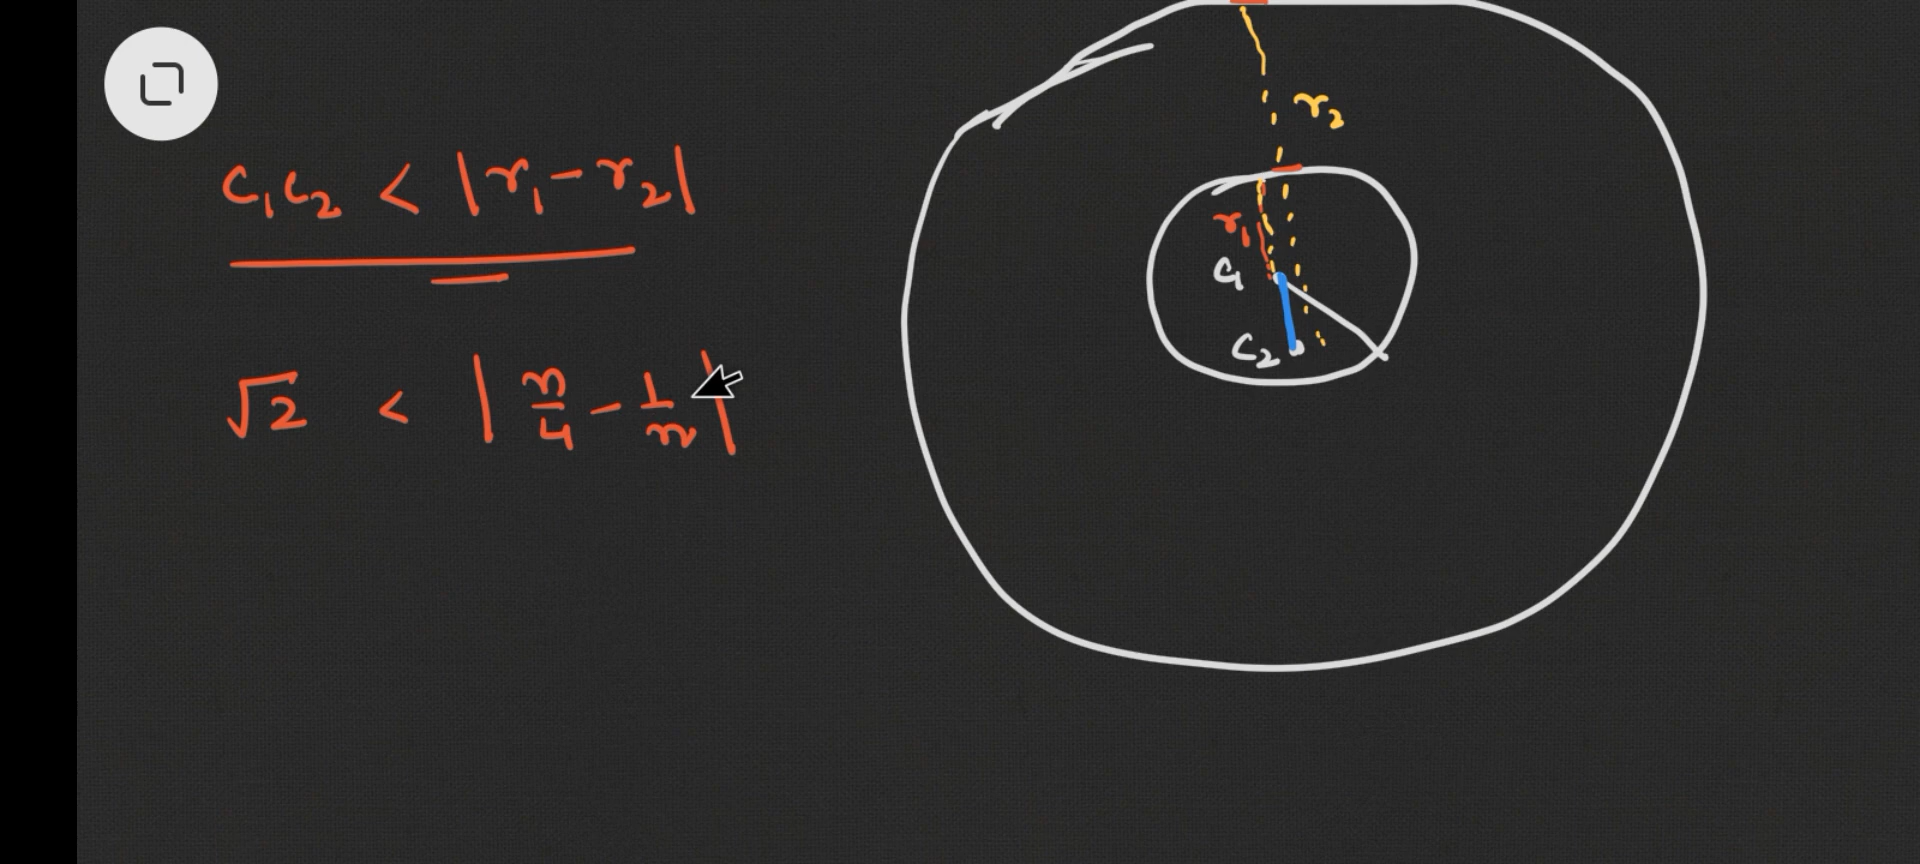 C₁C₂ < |r₁ - r₂|
√2 < | n/4 - 1/n |
r₂
r₁
C₁
C₂